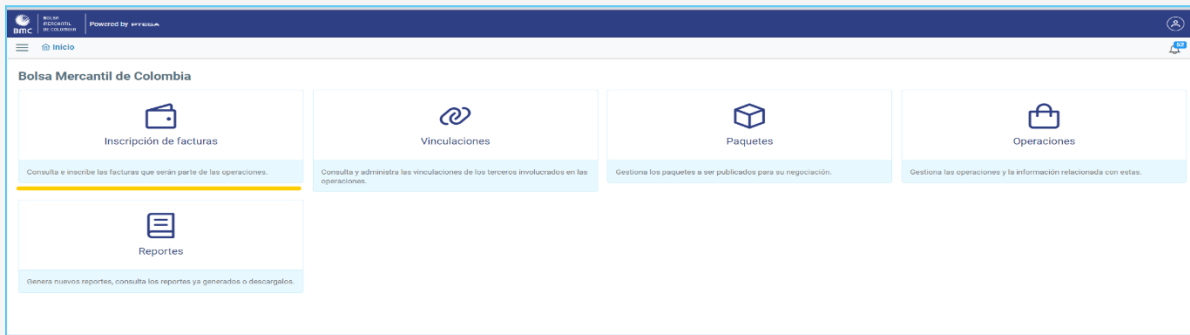 BMC
BOLSA
MERCANTIL
DE COLOMBIA
Powered by
Inicio
52
Bolsa Mercantil de Colombia
Inscripción de facturas
Vinculaciones
Paquetes
Operaciones
Consulta e inscribe las facturas que serán parte de las operaciones.
Consulta y administra las vinculaciones de los terceros involucrados en las
operaciones.
Gestiona los paquetes a ser publicados para su negociación.
Gestiona las operaciones y la información relacionada con estas.
Reportes
Genera nuevos reportes, consulta los reportes ya generados o descargalos.